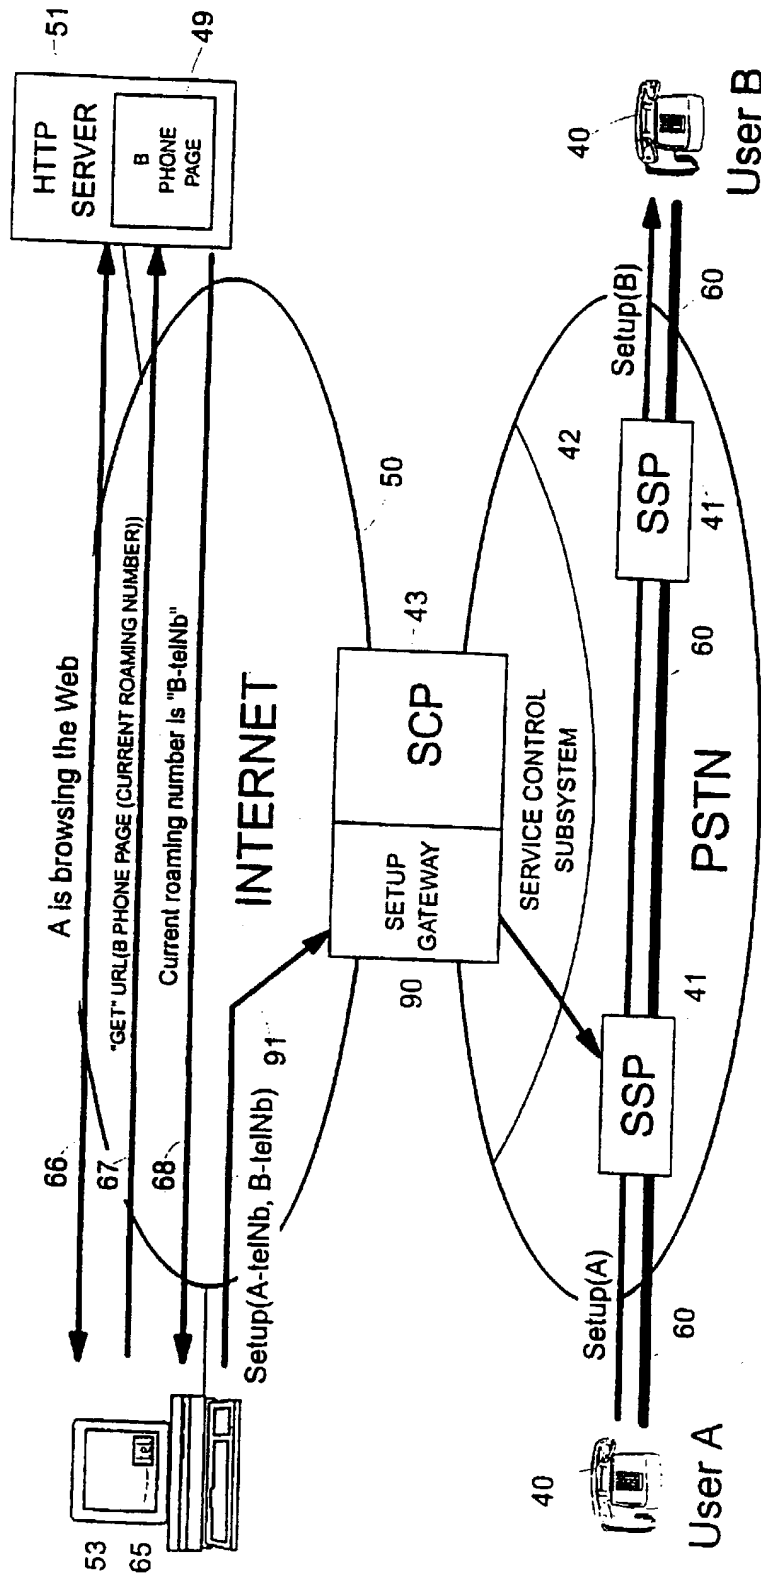 51
HTTP
SERVER
49
B
PHONE
PAGE
A is browsing the Web
66
"GET" URL(B PHONE PAGE (CURRENT ROAMING NUMBER))
67
Current roaming number is "B-telNb"
68
53
65
tel
INTERNET
50
Setup(A-telNb, B-telNb)
91
SETUP
GATEWAY
90
SCP
43
SERVICE CONTROL
SUBSYSTEM
42
Setup(A)
SSP
41
60
SSP
41
Setup(B)
60
60
PSTN
40
User A
40
User B